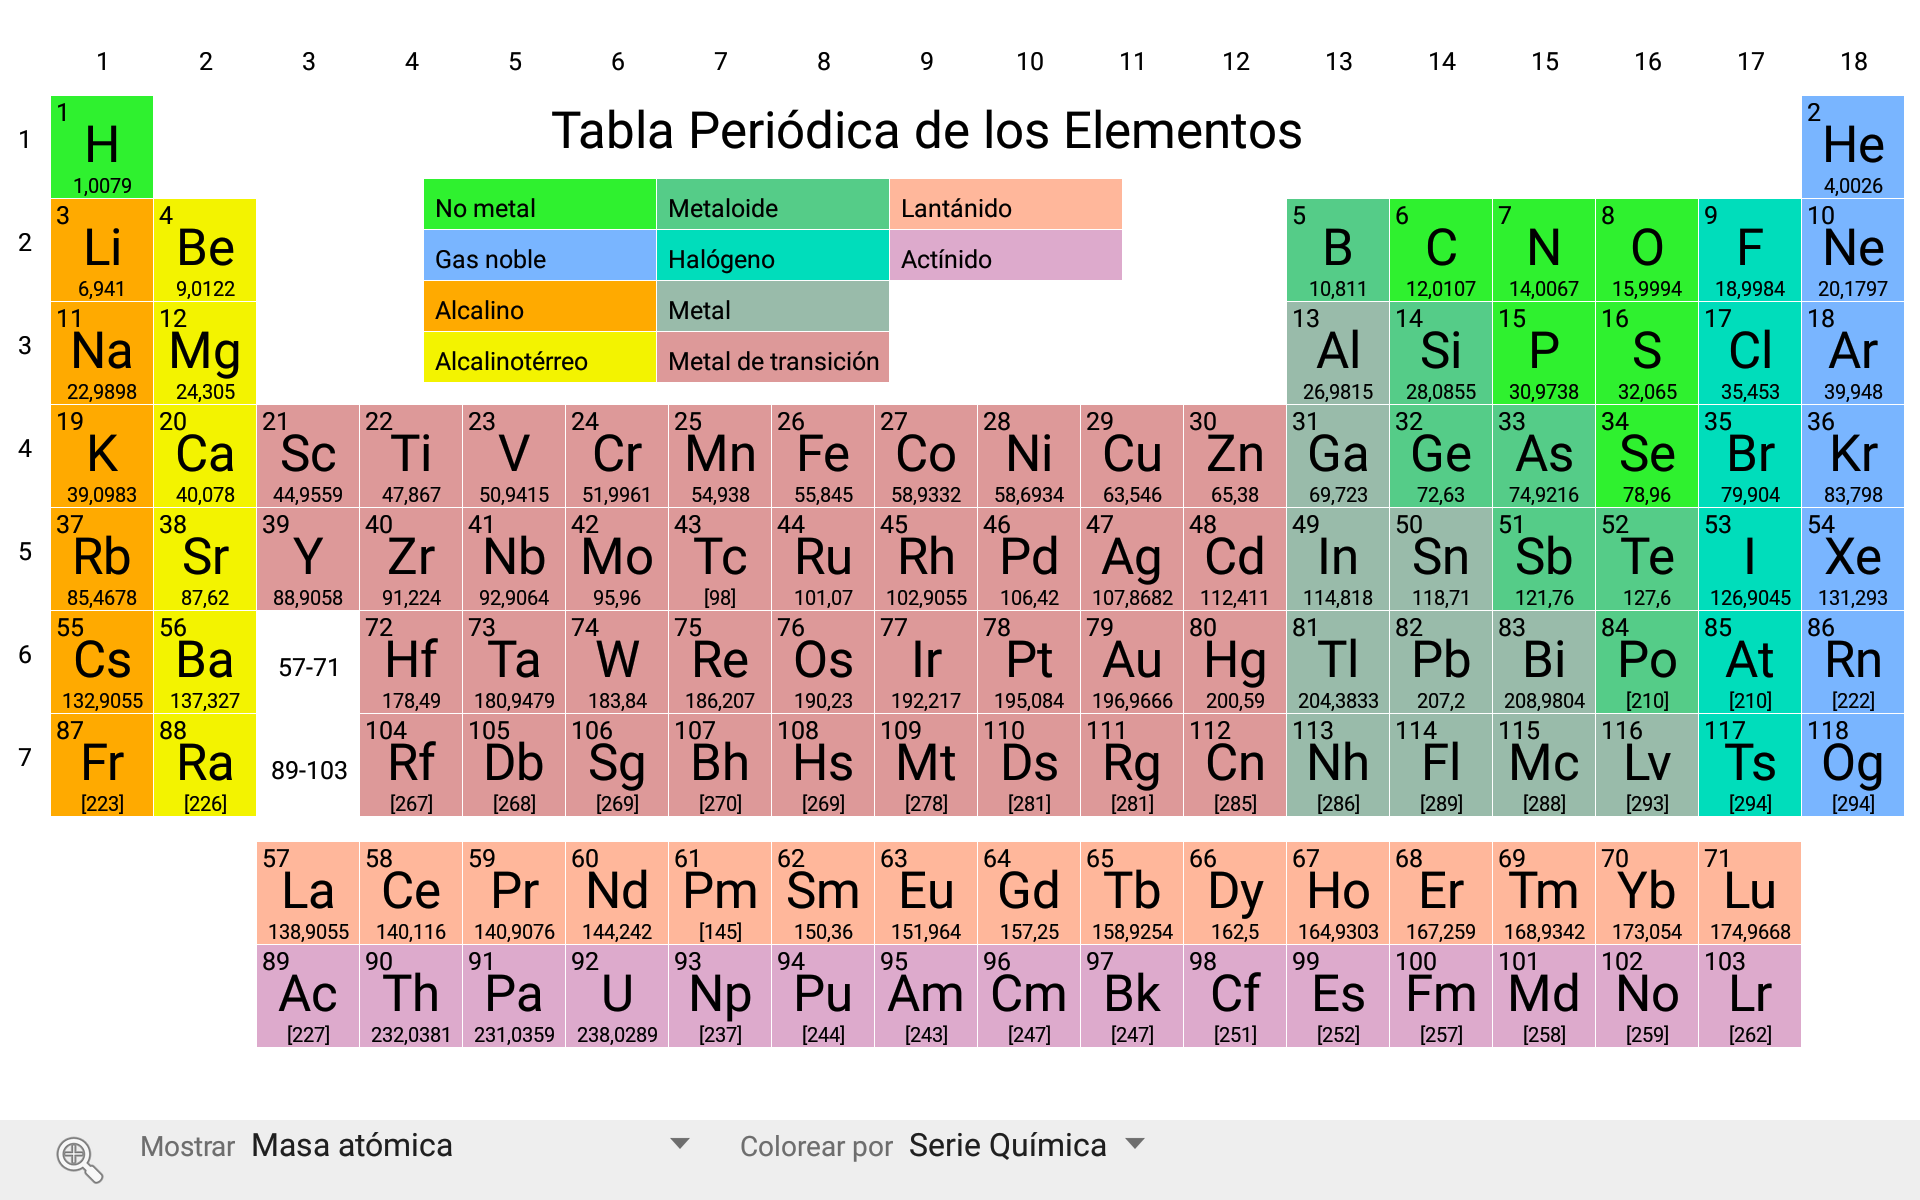 1 2 3 4 5 6 7 8 9 10 11 12 13 14 15 16 17 18
Tabla Periódica de los Elementos
1
1 2
H He
1,0079 4,0026
No metal Metaloide Lantánido
Gas noble Halógeno Actínido
Alcalino Metal
Alcalinotérreo Metal de transición
2
3 4 5 6 7 8 9 10
Li Be B C N O F Ne
6,941 9,0122 10,811 12,0107 14,0067 15,9994 18,9984 20,1797
3
11 12 13 14 15 16 17 18
Na Mg Al Si P S Cl Ar
22,9898 24,305 26,9815 28,0855 30,9738 32,065 35,453 39,948
4
19 20 21 22 23 24 25 26 27 28 29 30 31 32 33 34 35 36
K Ca Sc Ti V Cr Mn Fe Co Ni Cu Zn Ga Ge As Se Br Kr
39,0983 40,078 44,9559 47,867 50,9415 51,9961 54,938 55,845 58,9332 58,6934 63,546 65,38 69,723 72,63 74,9216 78,96 79,904 83,798
5
37 38 39 40 41 42 43 44 45 46 47 48 49 50 51 52 53 54
Rb Sr Y Zr Nb Mo Tc Ru Rh Pd Ag Cd In Sn Sb Te I Xe
85,4678 87,62 88,9058 91,224 92,9064 95,96 [98] 101,07 102,9055 106,42 107,8682 112,411 114,818 118,71 121,76 127,6 126,9045 131,293
6
55 56 72 73 74 75 76 77 78 79 80 81 82 83 84 85 86
Cs Ba 57-71 Hf Ta W Re Os Ir Pt Au Hg Tl Pb Bi Po At Rn
132,9055 137,327 178,49 180,9479 183,84 186,207 190,23 192,217 195,084 196,9666 200,59 204,3833 207,2 208,9804 [210] [210] [222]
7
87 88 104 105 106 107 108 109 110 111 112 113 114 115 116 117 118
Fr Ra 89-103 Rf Db Sg Bh Hs Mt Ds Rg Cn Nh Fl Mc Lv Ts Og
[223] [226] [267] [268] [269] [270] [269] [278] [281] [281] [285] [286] [289] [288] [293] [294] [294]
57 58 59 60 61 62 63 64 65 66 67 68 69 70 71
La Ce Pr Nd Pm Sm Eu Gd Tb Dy Ho Er Tm Yb Lu
138,9055 140,116 140,9076 144,242 [145] 150,36 151,964 157,25 158,9254 162,5 164,9303 167,259 168,9342 173,054 174,9668
89 90 91 92 93 94 95 96 97 98 99 100 101 102 103
Ac Th Pa U Np Pu Am Cm Bk Cf Es Fm Md No Lr
[227] 232,0381 231,0359 238,0289 [237] [244] [243] [247] [247] [251] [252] [257] [258] [259] [262]
Mostrar Masa atómica Colorear por Serie Química